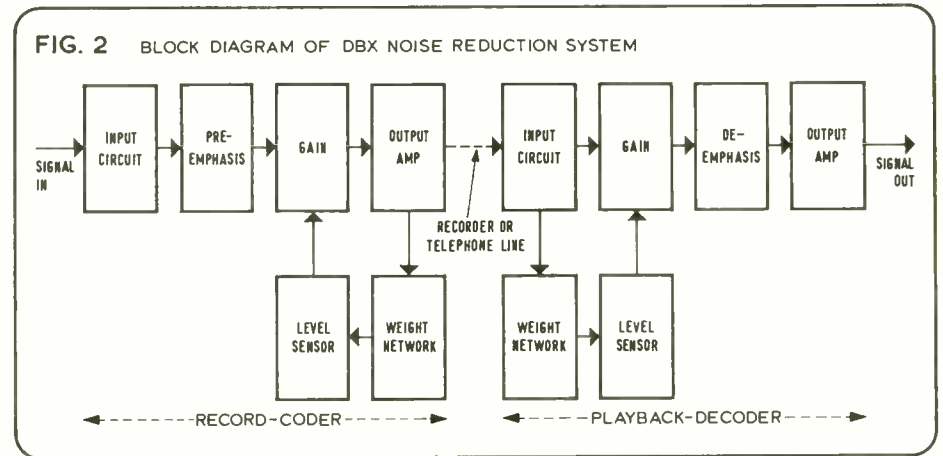 FIG. 2 BLOCK DIAGRAM OF DBX NOISE REDUCTION SYSTEM
SIGNAL
IN
INPUT
CIRCUIT
PRE-
EMPHASIS
GAIN
OUTPUT
AMP
RECORDER OR
TELEPHONE LINE
INPUT
CIRCUIT
GAIN
DE-
EMPHASIS
OUTPUT
AMP
SIGNAL
OUT
LEVEL
SENSOR
WEIGHT
NETWORK
WEIGHT
NETWORK
LEVEL
SENSOR
RECORD-CODER
PLAYBACK-DECODER